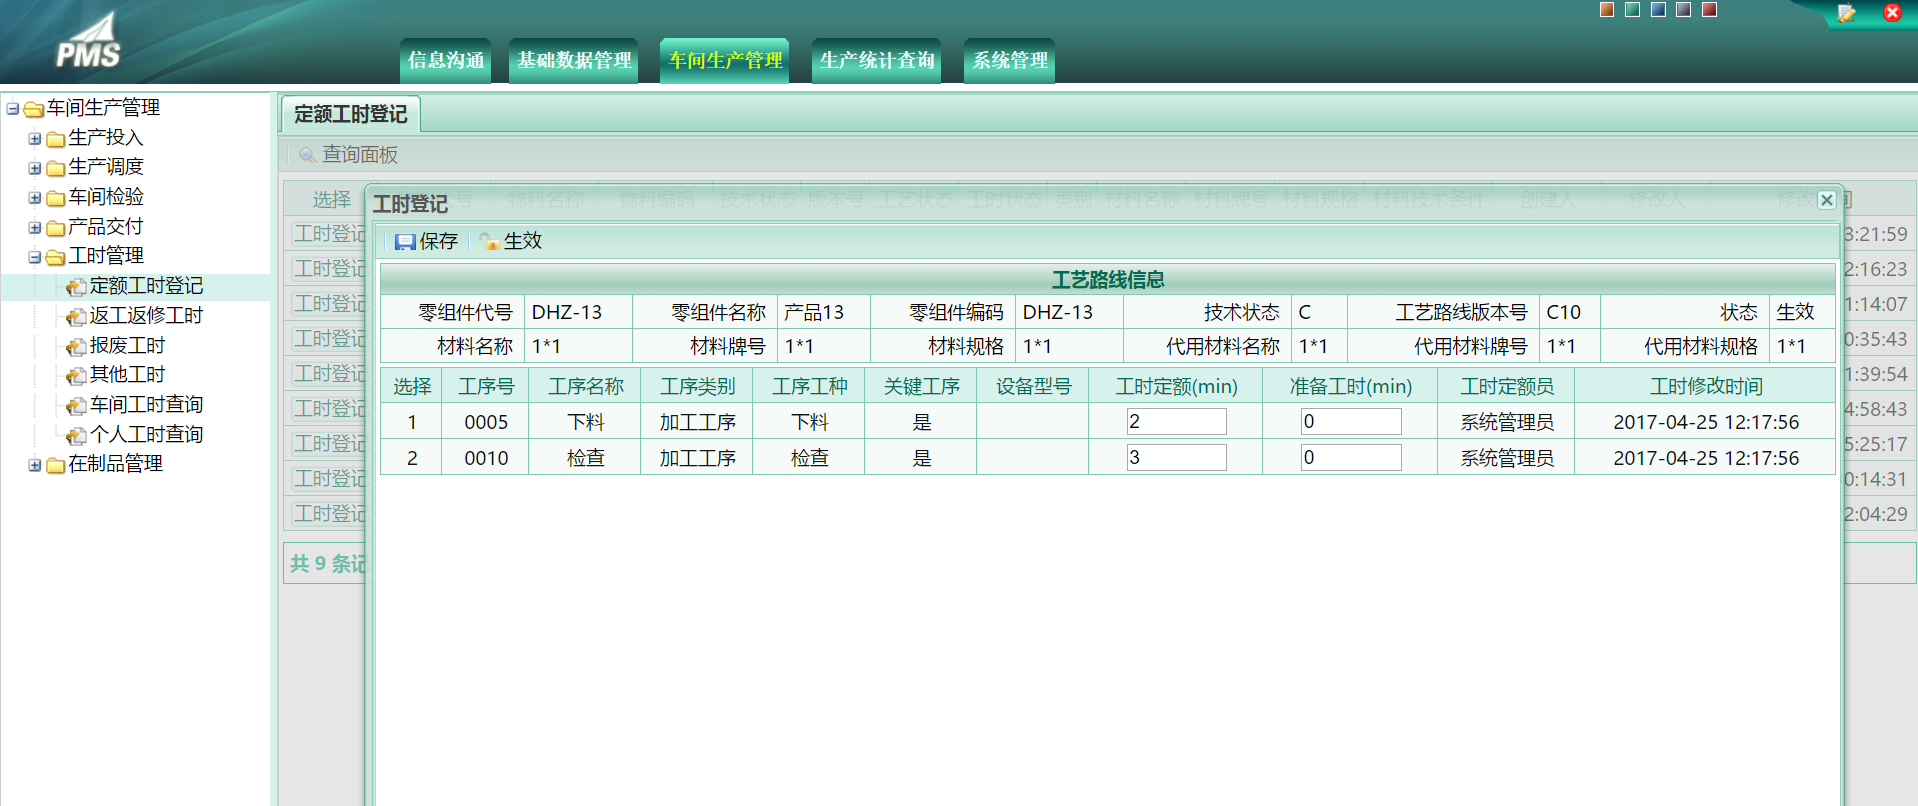 PMS
信息沟通 基础数据管理 车间生产管理 生产统计查询 系统管理
车间生产管理
生产投入
生产调度
车间检验
产品交付
工时管理
定额工时登记
返工返修工时
报废工时
其他工时
车间工时查询
个人工时查询
在制品管理
定额工时登记
查询面板
选择 号 物料名称 物料编码 技术状态 版本号 工艺状态 工时状态 类别 材料名称 材料牌号 材料规格 材料技术条件 创建人 修改人 修改 间
工时登记 3:21:59
工时登记 2:16:23
工时登记 1:14:07
工时登记 0:35:43
工时登记 1:39:54
工时登记 4:58:43
工时登记 5:25:17
工时登记 0:14:31
工时登记 2:04:29
共 9 条记
工时登记
保存 生效
工艺路线信息
零组件代号 DHZ-13 零组件名称 产品13 零组件编码 DHZ-13 技术状态 C 工艺路线版本号 C10 状态 生效
材料名称 1*1 材料牌号 1*1 材料规格 1*1 代用材料名称 1*1 代用材料牌号 1*1 代用材料规格 1*1
选择 工序号 工序名称 工序类别 工序工种 关键工序 设备型号 工时定额(min) 准备工时(min) 工时定额员 工时修改时间
1 0005 下料 加工工序 下料 是 2 0 系统管理员 2017-04-25 12:17:56
2 0010 检查 加工工序 检查 是 3 0 系统管理员 2017-04-25 12:17:56